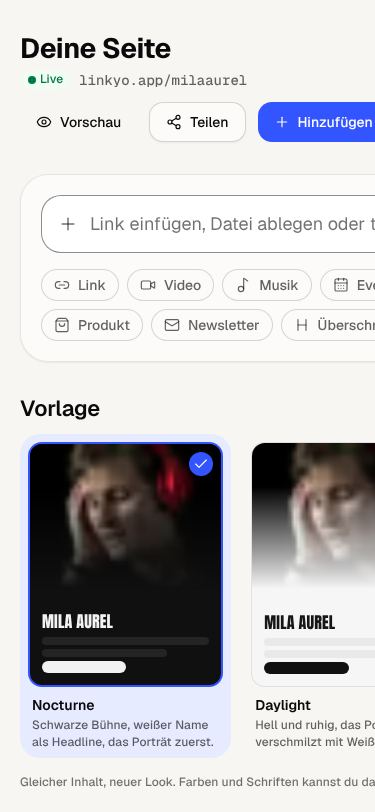 Deine Seite
Live linkyo.app/milaaurel
Vorschau Teilen Hinzufügen
Link einfügen, Datei ablegen oder t
Link Video Musik Eve
Produkt Newsletter Überschr
Vorlage
MILA AUREL MILA AUREL
Nocturne Daylight
Schwarze Bühne, weißer Name Hell und ruhig, das Po
als Headline, das Porträt zuerst. verschmilzt mit Weiß
Gleicher Inhalt, neuer Look. Farben und Schriften kannst du da